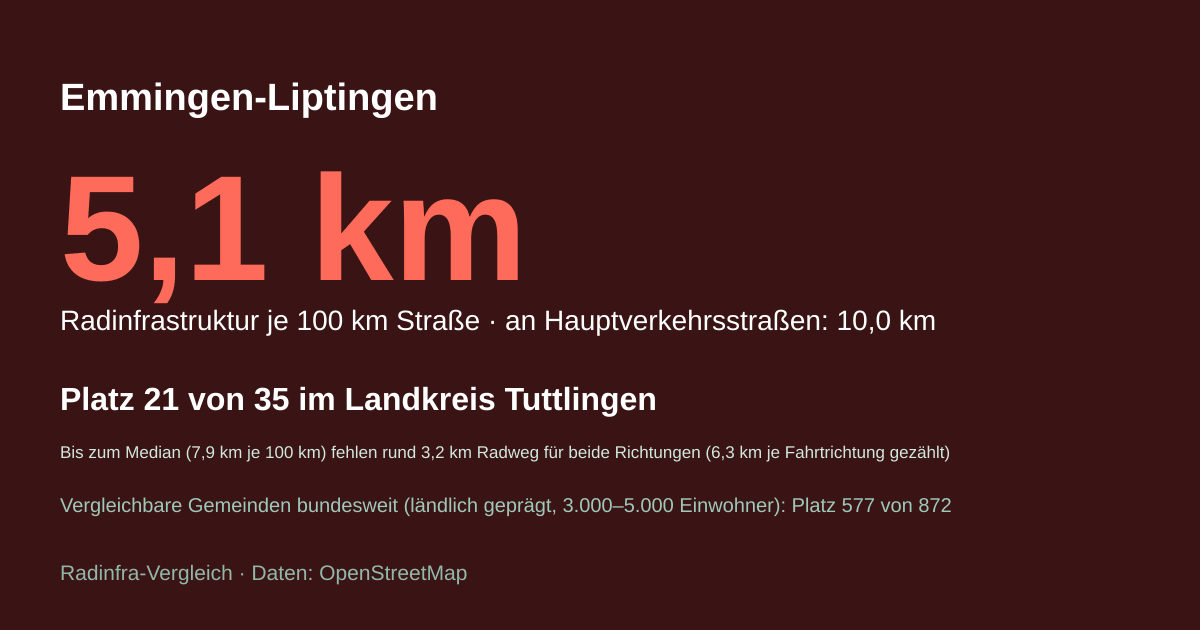 Emmingen-Liptingen
5,1 km
Radinfrastruktur je 100 km Straße · an Hauptverkehrsstraßen: 10,0 km
Platz 21 von 35 im Landkreis Tuttlingen
Bis zum Median (7,9 km je 100 km) fehlen rund 3,2 km Radweg für beide Richtungen (6,3 km je Fahrtrichtung gezählt)
Vergleichbare Gemeinden bundesweit (ländlich geprägt, 3.000–5.000 Einwohner): Platz 577 von 872
Radinfra-Vergleich · Daten: OpenStreetMap